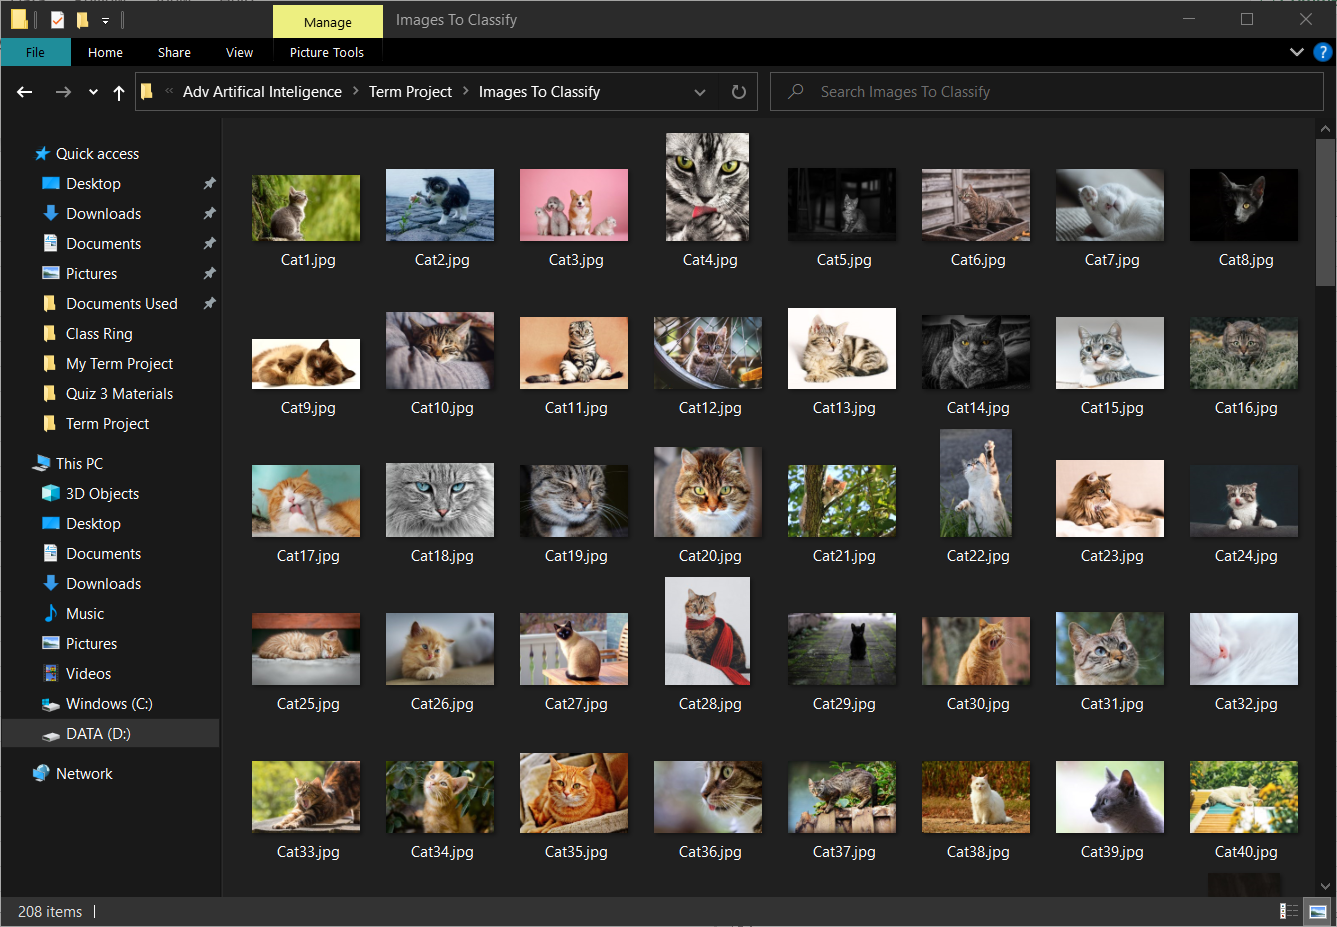 Manage
Images To Classify
File
Home
Share
View
Picture Tools
?
« Adv Artifical Inteligence > Term Project > Images To Classify
Search Images To Classify
Quick access
Desktop
Downloads
Documents
Pictures
Documents Used
Class Ring
My Term Project
Quiz 3 Materials
Term Project
This PC
3D Objects
Desktop
Documents
Downloads
Music
Pictures
Videos
Windows (C:)
DATA (D:)
Network
Cat1.jpg Cat2.jpg Cat3.jpg Cat4.jpg Cat5.jpg Cat6.jpg Cat7.jpg Cat8.jpg
Cat9.jpg Cat10.jpg Cat11.jpg Cat12.jpg Cat13.jpg Cat14.jpg Cat15.jpg Cat16.jpg
Cat17.jpg Cat18.jpg Cat19.jpg Cat20.jpg Cat21.jpg Cat22.jpg Cat23.jpg Cat24.jpg
Cat25.jpg Cat26.jpg Cat27.jpg Cat28.jpg Cat29.jpg Cat30.jpg Cat31.jpg Cat32.jpg
Cat33.jpg Cat34.jpg Cat35.jpg Cat36.jpg Cat37.jpg Cat38.jpg Cat39.jpg Cat40.jpg
208 items